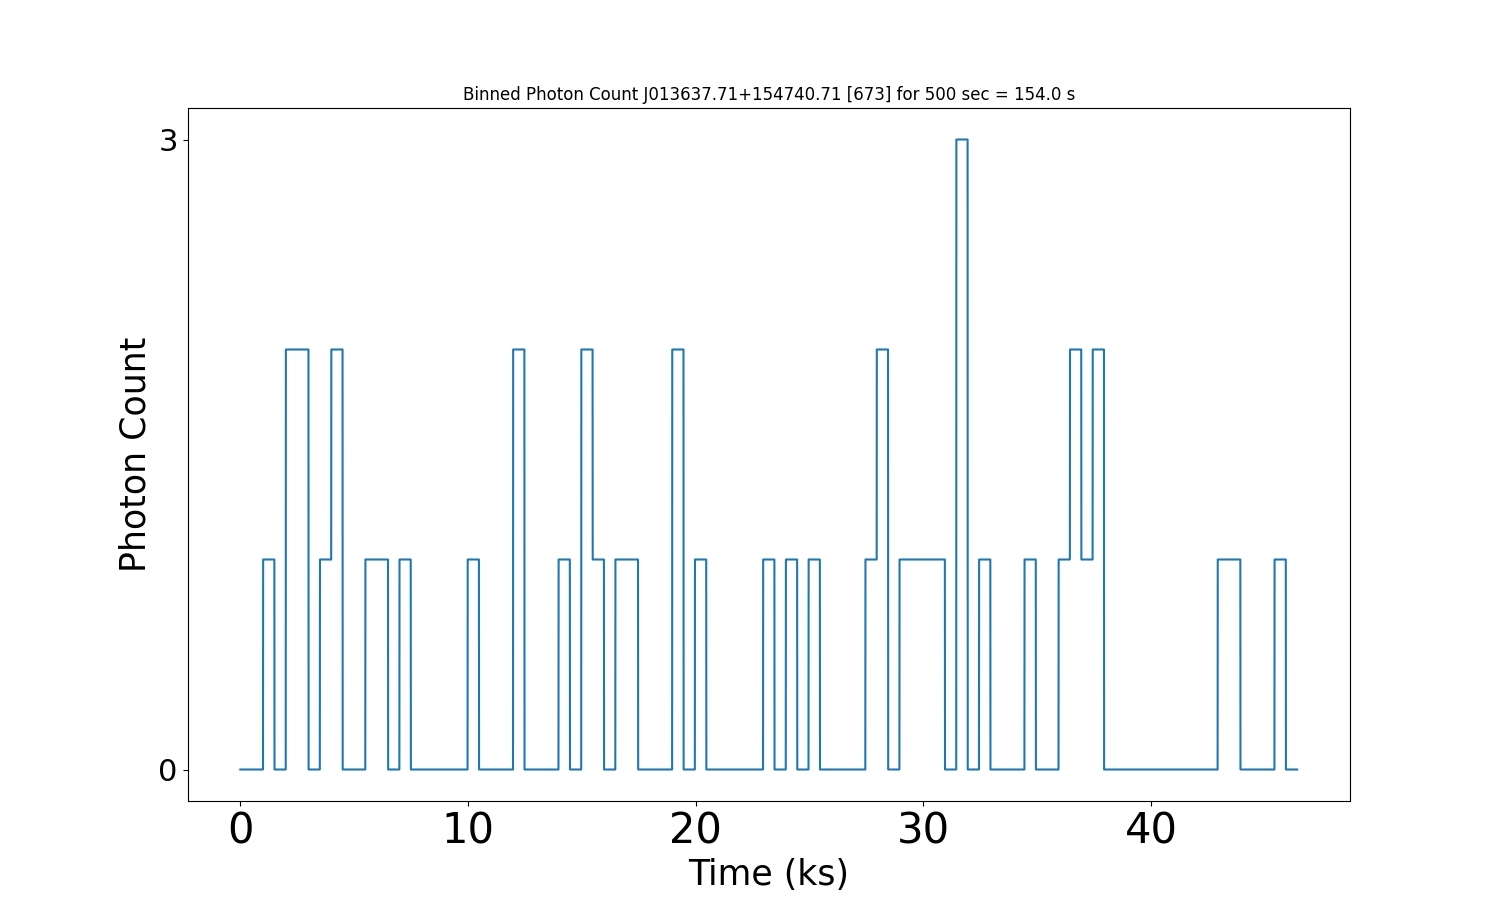 Binned Photon Count J013637.71+154740.71 [673] for 500 sec = 154.0 s
3
Photon Count
0
0 10 20 30 40
Time (ks)